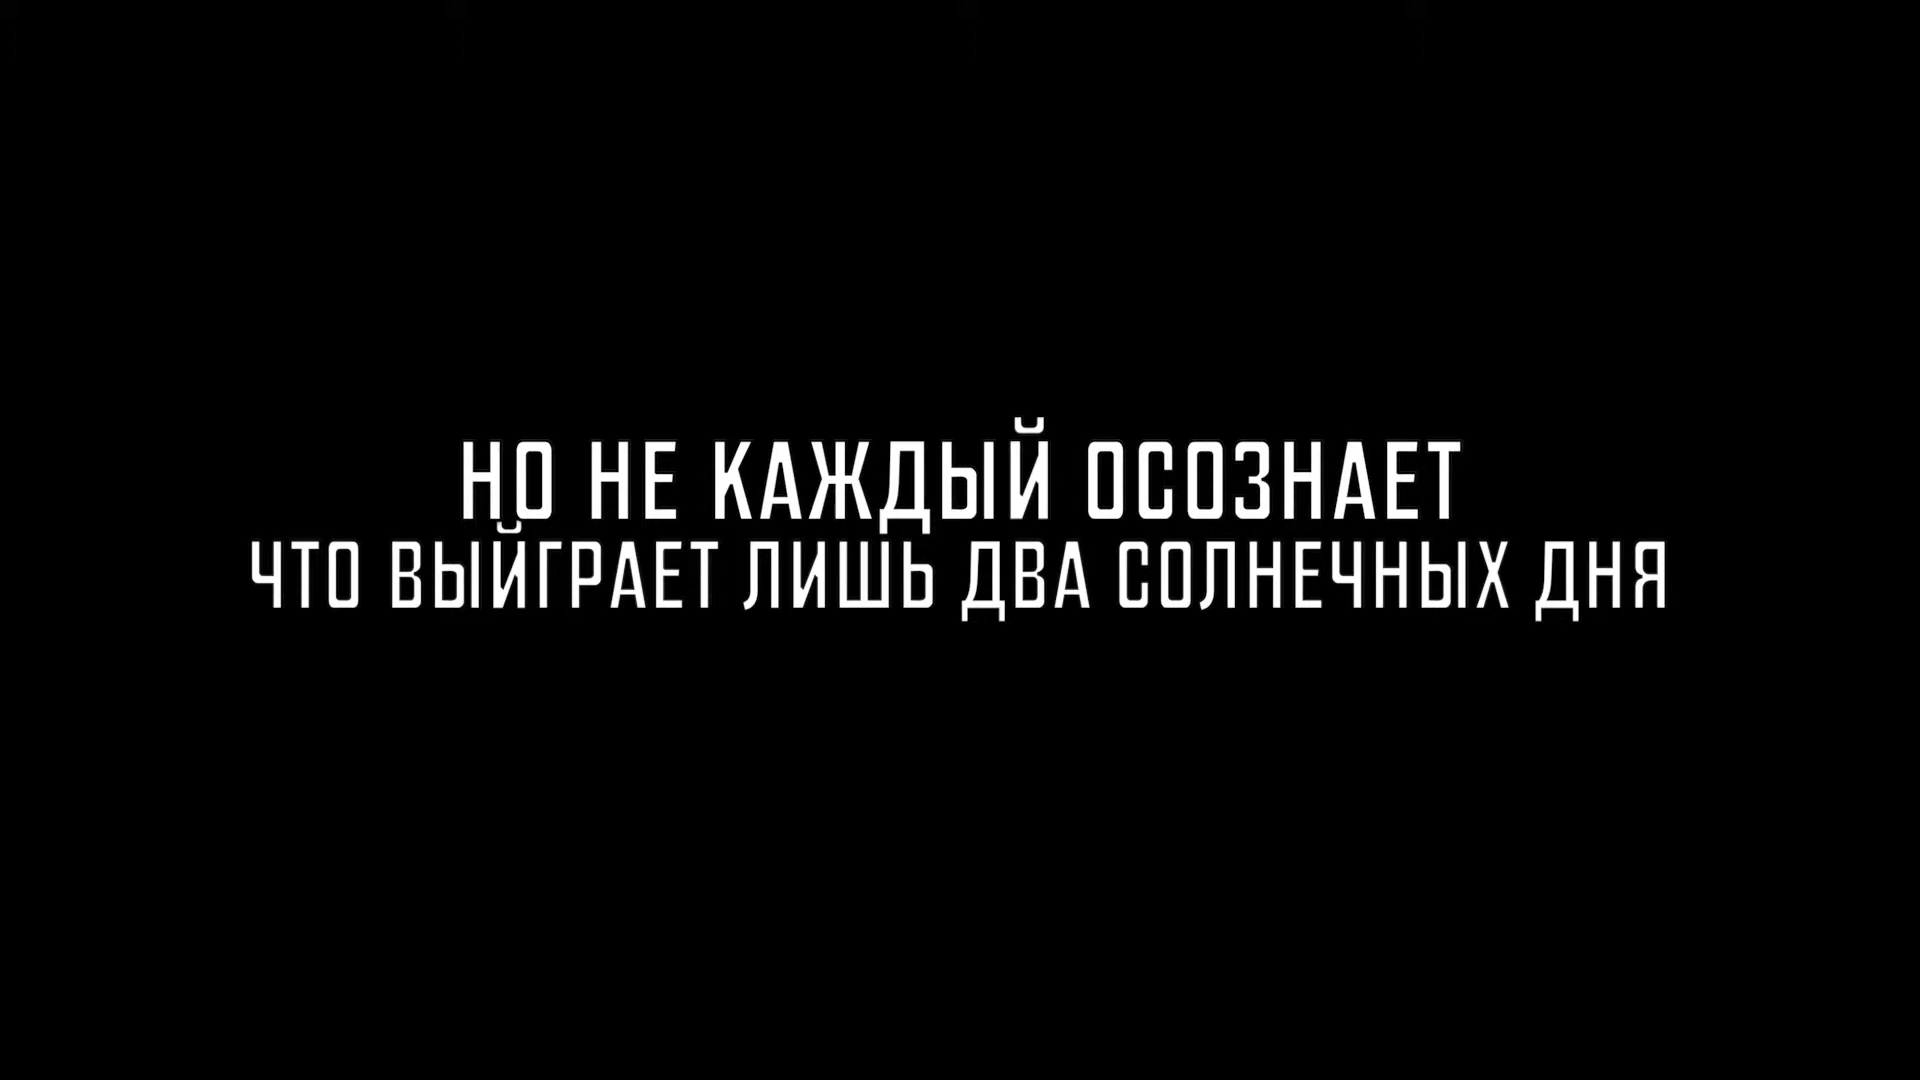 НО НЕ КАЖДЫЙ ОСОЗНАЕТ
ЧТО ВЫЙГРАЕТ ЛИШЬ ДВА СОЛНЕЧНЫХ ДНЯ